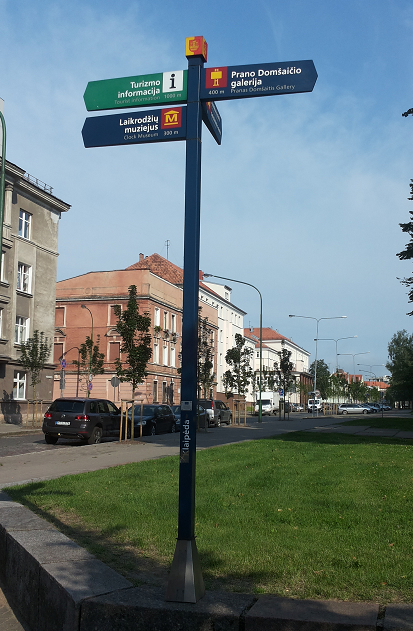 Turizmo
informacija
Tourist information 1000 m
i
Prano Domšaičio
galerija
400 m Pranas Domšaitis Gallery
Laikrodžių
muziejus
Clock Museum 300 m
M
Klaipėda